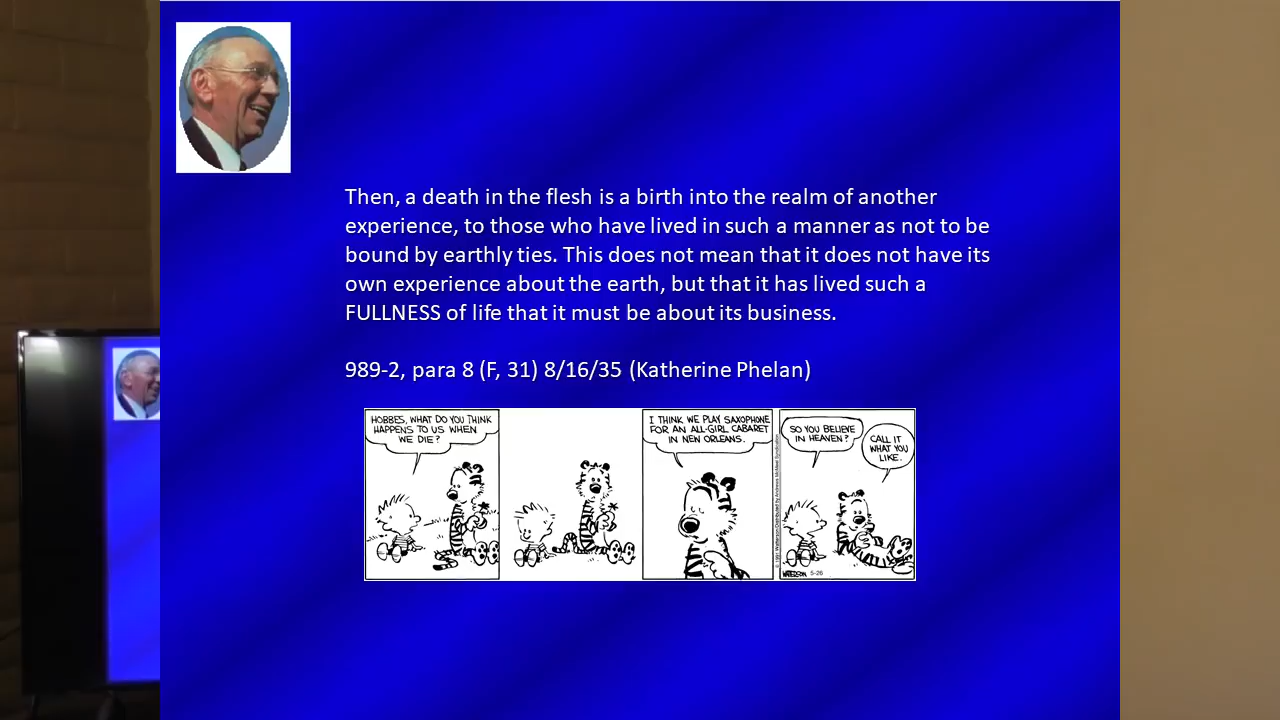 Then, a death in the flesh is a birth into the realm of another
experience, to those who have lived in such a manner as not to be
bound by earthly ties. This does not mean that it does not have its
own experience about the earth, but that it has lived such a
FULLNESS of life that it must be about its business.
989-2, para 8 (F, 31) 8/16/35 (Katherine Phelan)
HOBBES, WHAT DO YOU THINK
HAPPENS TO US WHEN
WE DIE?
I THINK WE PLAY SAXOPHONE
FOR AN ALL-GIRL CABARET
IN NEW ORLEANS.
SO YOU BELIEVE
IN HEAVEN?
CALL IT
WHAT YOU
LIKE.
WATTERSON 5-26